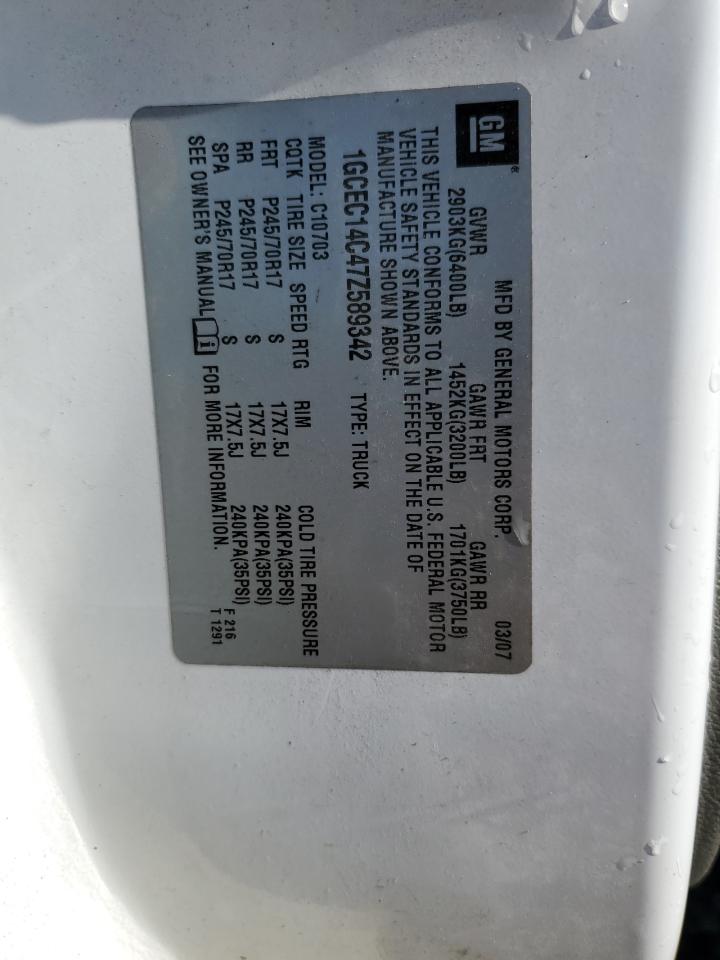 GM
MFD BY GENERAL MOTORS CORP. 03/07
GVWR GAWR FRT GAWR RR
2903KG(6400LB) 1452KG(3200LB) 1701KG(3750LB)
THIS VEHICLE CONFORMS TO ALL APPLICABLE U.S. FEDERAL MOTOR
VEHICLE SAFETY STANDARDS IN EFFECT ON THE DATE OF
MANUFACTURE SHOWN ABOVE.
1GCEC14C47Z589342 TYPE: TRUCK
MODEL: C10703
CQTK TIRE SIZE SPEED RTG RIM COLD TIRE PRESSURE
FRT P245/70R17 S 17X7.5J 240KPA(35PSI)
RR P245/70R17 S 17X7.5J 240KPA(35PSI)
SPA P245/70R17 S 17X7.5J 240KPA(35PSI)
SEE OWNER'S MANUAL FOR MORE INFORMATION.
F 216
T 1291